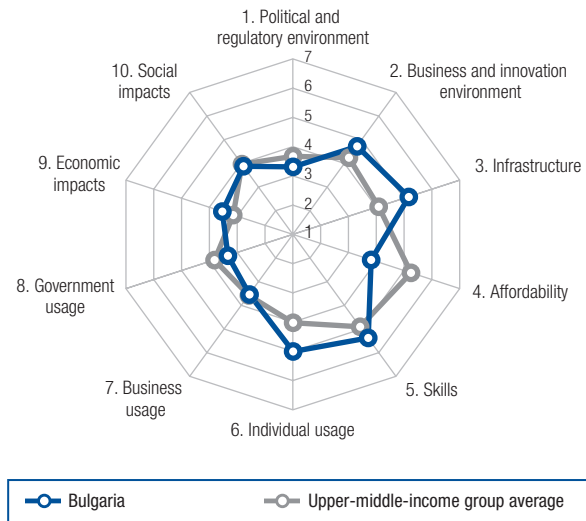 1. Political and
regulatory environment
7
6
5
4
3
2
1
2. Business and innovation
environment
3. Infrastructure
4. Affordability
5. Skills
6. Individual usage
7. Business
usage
8. Government
usage
9. Economic
impacts
10. Social
impacts
Bulgaria
Upper-middle-income group average